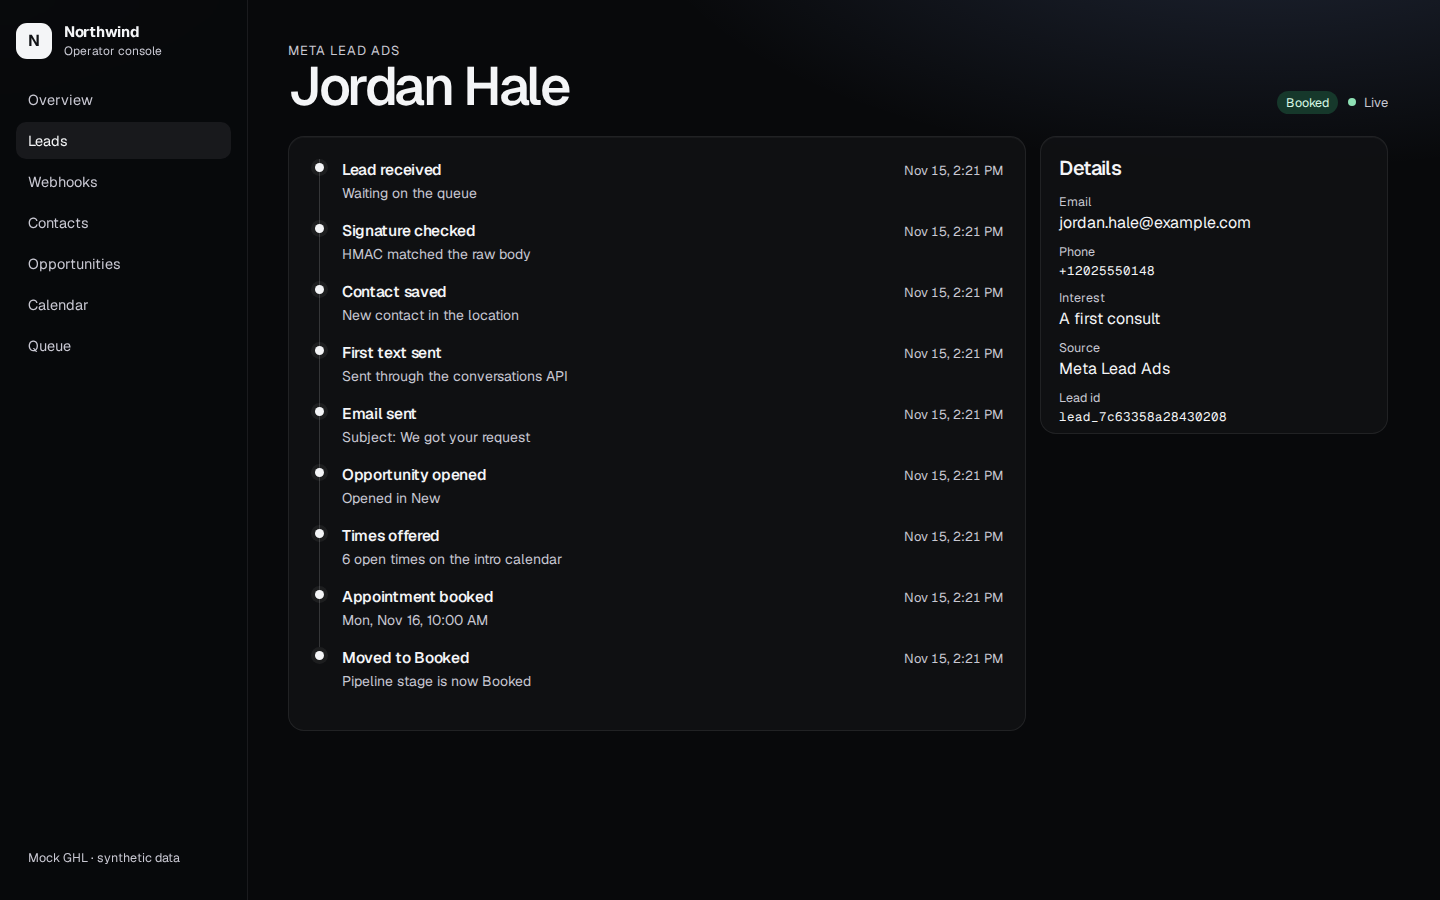 N
Northwind
Operator console
Overview
Leads
Webhooks
Contacts
Opportunities
Calendar
Queue
Mock GHL · synthetic data
META LEAD ADS
Jordan Hale
Booked
Live
Lead received
Nov 15, 2:21 PM
Waiting on the queue
Signature checked
Nov 15, 2:21 PM
HMAC matched the raw body
Contact saved
Nov 15, 2:21 PM
New contact in the location
First text sent
Nov 15, 2:21 PM
Sent through the conversations API
Email sent
Nov 15, 2:21 PM
Subject: We got your request
Opportunity opened
Nov 15, 2:21 PM
Opened in New
Times offered
Nov 15, 2:21 PM
6 open times on the intro calendar
Appointment booked
Nov 15, 2:21 PM
Mon, Nov 16, 10:00 AM
Moved to Booked
Nov 15, 2:21 PM
Pipeline stage is now Booked
Details
Email
jordan.hale@example.com
Phone
+12025550148
Interest
A first consult
Source
Meta Lead Ads
Lead id
lead_7c63358a28430208